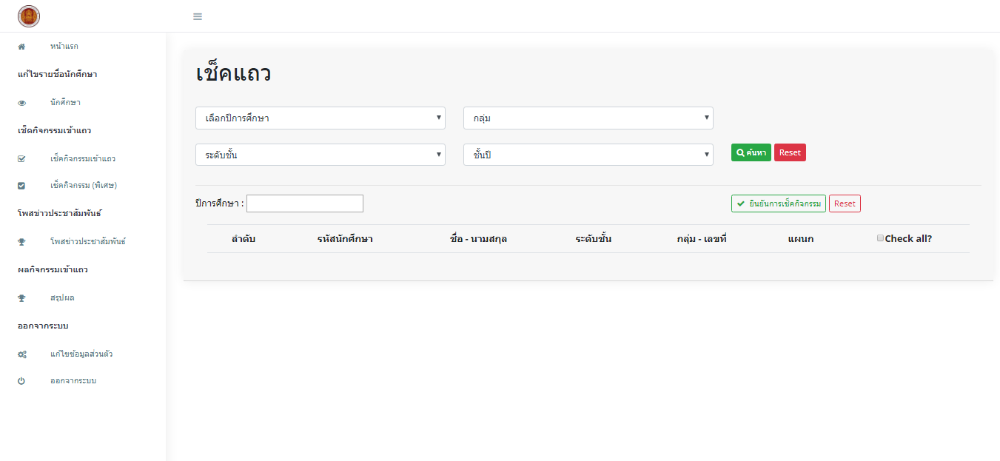 หน้าแรก
แก้ไขรายชื่อนักศึกษา
นักศึกษา
เช็คกิจกรรมเข้าแถว
เช็คกิจกรรมเข้าแถว
เช็คกิจกรรม (พิเศษ)
โพสข่าวประชาสัมพันธ์
โพสข่าวประชาสัมพันธ์
ผลกิจกรรมเข้าแถว
สรุปผล
ออกจากระบบ
แก้ไขข้อมูลส่วนตัว
ออกจากระบบ
เช็คแถว
เลือกปีการศึกษา กลุ่ม
ระดับชั้น ชั้นปี ค้นหา Reset
ปีการศึกษา : ยืนยันการเช็คกิจกรรม Reset
ลำดับ รหัสนักศึกษา ชื่อ - นามสกุล ระดับชั้น กลุ่ม - เลขที่ แผนก Check all?